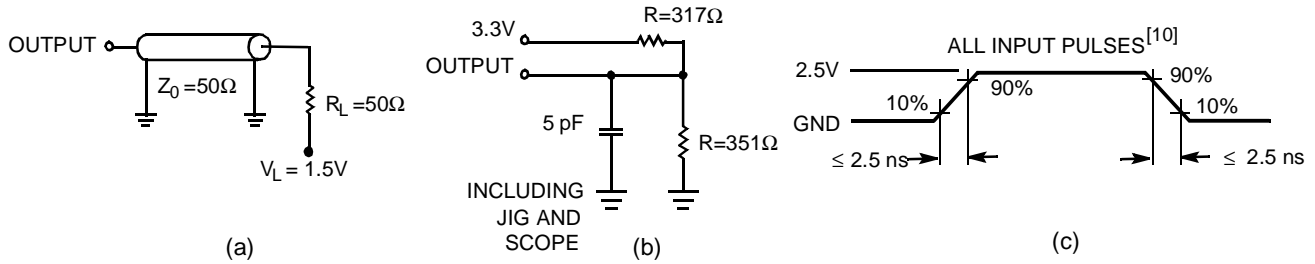 OUTPUT
Z0 =50Ω
RL =50Ω
VL = 1.5V
(a)
R=317Ω
3.3V
OUTPUT
5 pF
R=351Ω
INCLUDING
JIG AND
SCOPE
(b)
ALL INPUT PULSES[10]
2.5V
90%
90%
10%
10%
GND
≤ 2.5 ns
≤ 2.5 ns
(c)